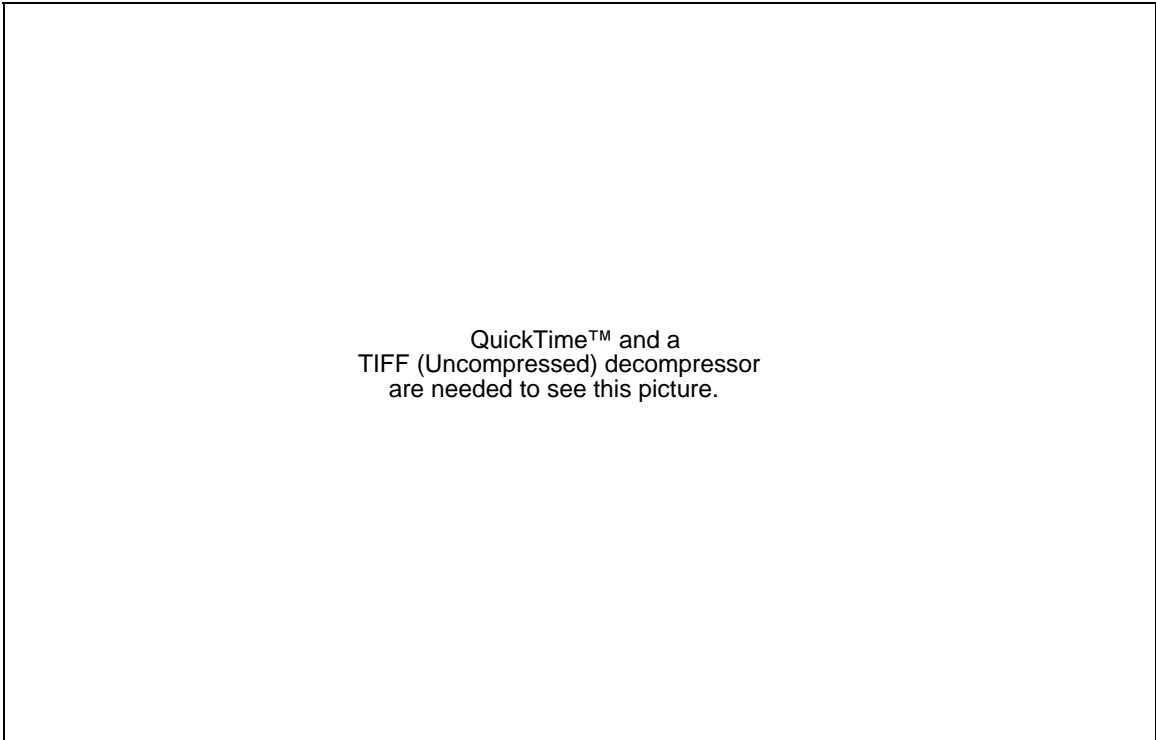 QuickTime™ and a
TIFF (Uncompressed) decompressor
are needed to see this picture.